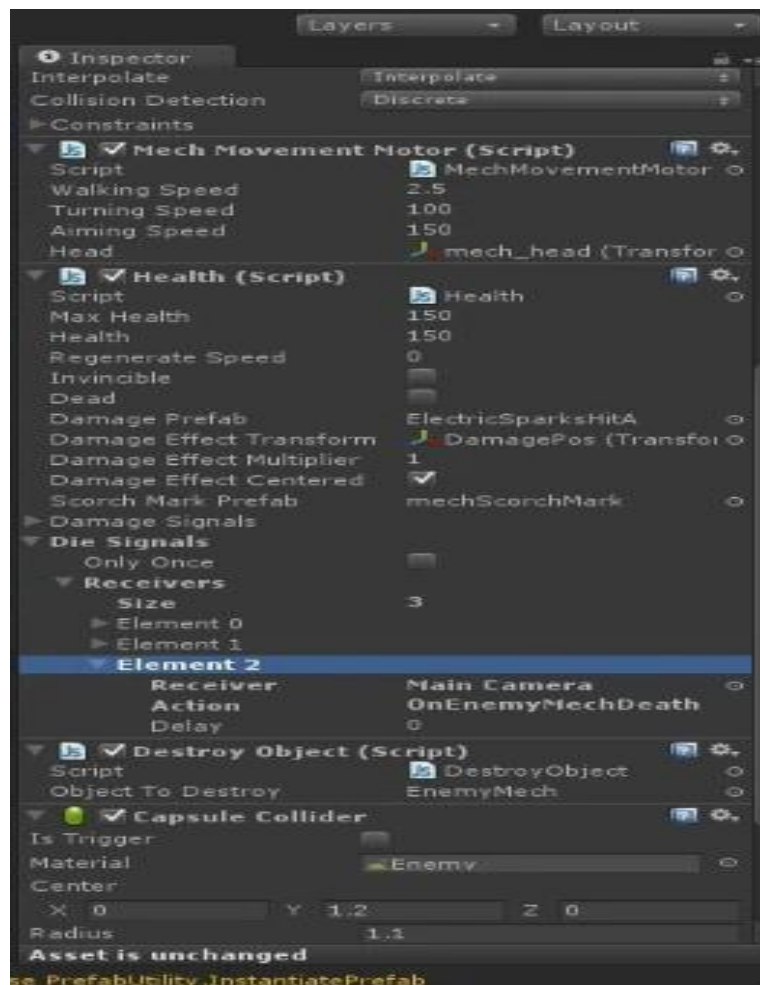 Layers Layout
Inspector
Interpolate Interpolate
Collision Detection Discrete
Constraints
Mech Movement Motor (Script)
Script MechMovementMotor
Walking Speed 2.5
Turning Speed 100
Aiming Speed 150
Head mech_head (Transfor
Health (Script)
Script Health
Max Health 150
Health 150
Regenerate Speed 0
Invincible
Dead
Damage Prefab ElectricSparksHitA
Damage Effect Transform DamagePos (Transfor
Damage Effect Multiplier 1
Damage Effect Centered
Scorch Mark Prefab mechScorchMark
Damage Signals
Die Signals
Only Once
Receivers
Size 3
Element 0
Element 1
Element 2
Receiver Main Camera
Action OnEnemyMechDeath
Delay 0
Destroy Object (Script)
Script DestroyObject
Object To Destroy EnemyMech
Capsule Collider
Is Trigger
Material Enemy
Center
X 0 Y 1.2 Z 0
Radius 1.1
Asset is unchanged
se PrefabUtility.InstantiatePrefab